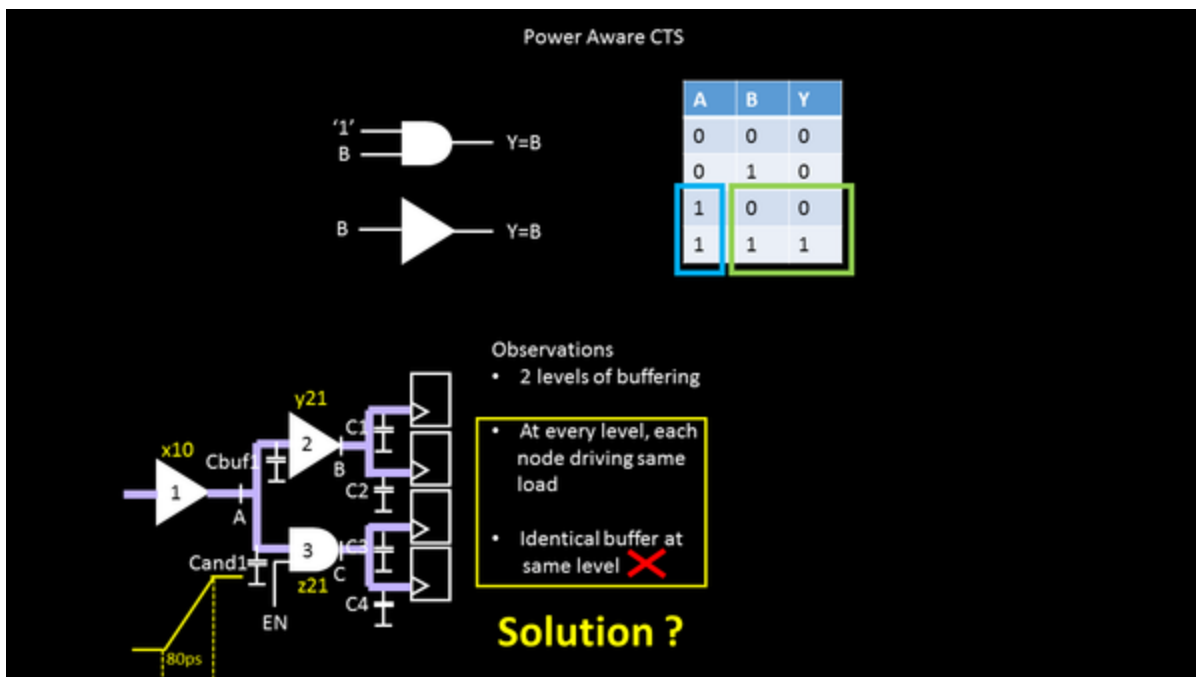 Power Aware CTS
'1'
B
Y=B
B
Y=B
A B Y
0 0 0
0 1 0
1 0 0
1 1 1
Observations
• 2 levels of buffering
• At every level, each
node driving same
load
• Identical buffer at
same level
Solution ?
x10
1
A
Cbuf1
y21
2
B
C1
C2
Cand1
3
z21
C
C3
C4
EN
80ps